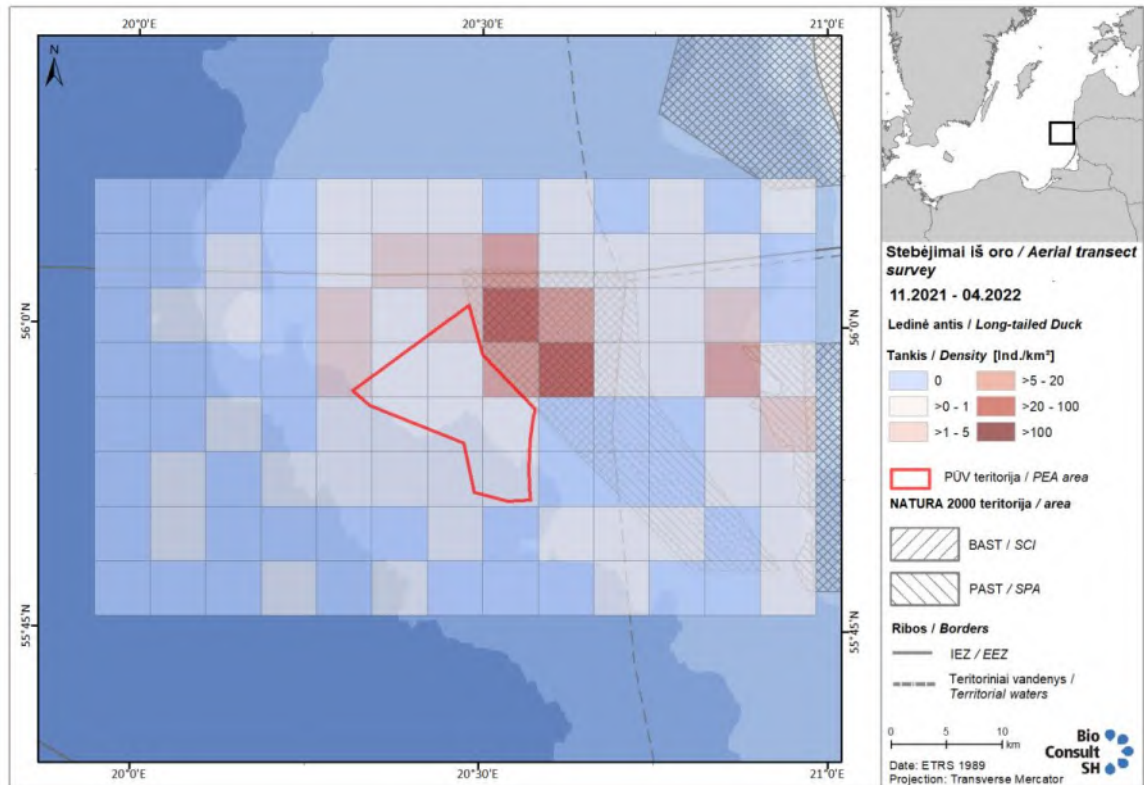 20°0'E 20°30'E 21°0'E
N
56°0'N
56°0'N
55°45'N
55°45'N
20°0'E 20°30'E 21°0'E
Stebėjimai iš oro / Aerial transect
survey
11.2021 - 04.2022
Ledinė antis / Long-tailed Duck
Tankis / Density [Ind./km²]
0 >5 - 20
>0 - 1 >20 - 100
>1 - 5 >100
PŪV teritorija / PEA area
NATURA 2000 teritorija / area
BAST / SCI
PAST / SPA
Ribos / Borders
IEZ / EEZ
Teritoriniai vandenys /
Territorial waters
0 5 10
km
Date: ETRS 1989
Projection: Transverse Mercator
Bio
Consult
SH